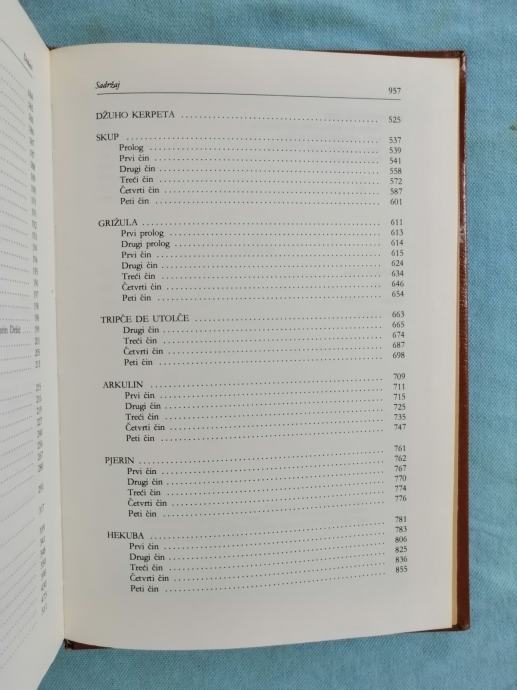 Sadržaj 957
DŽUHO KERPETA 525
SKUP 537
Prolog 539
Prvi čin 541
Drugi čin 558
Treći čin 572
Četvrti čin 587
Peti čin 601
GRIŽULA 611
Prvi prolog 613
Drugi prolog 614
Prvi čin 615
Drugi čin 624
Treći čin 634
Četvrti čin 646
Peti čin 654
TRIPČE DE UTOLČE 663
Drugi čin 665
Treći čin 674
Četvrti čin 687
Peti čin 698
ARKULIN 709
Prvi čin 711
Drugi čin 715
Treći čin 725
Četvrti čin 735
Peti čin 747
PJERIN 761
Prvi čin 762
Drugi čin 767
Treći čin 770
Četvrti čin 774
Peti čin 776
HEKUBA 781
Prvi čin 783
Drugi čin 806
Treći čin 825
Četvrti čin 836
Peti čin 855